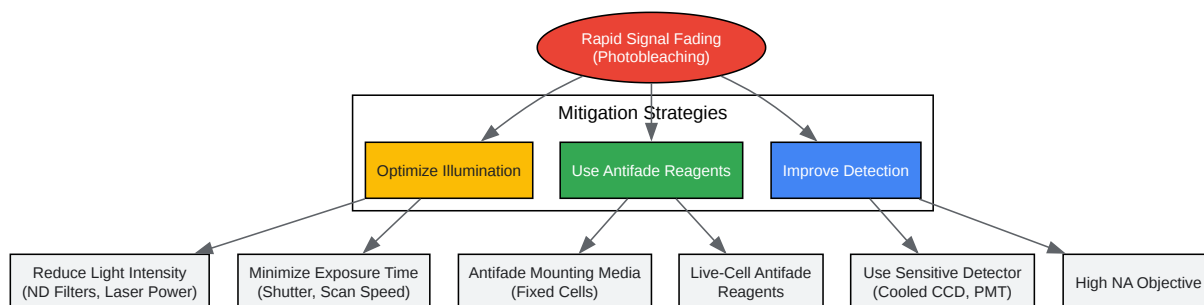 Rapid Signal Fading
(Photobleaching)
Mitigation Strategies
Optimize Illumination
Use Antifade Reagents
Improve Detection
Reduce Light Intensity
(ND Filters, Laser Power)
Minimize Exposure Time
(Shutter, Scan Speed)
Antifade Mounting Media
(Fixed Cells)
Live-Cell Antifade
Reagents
Use Sensitive Detector
(Cooled CCD, PMT)
High NA Objective